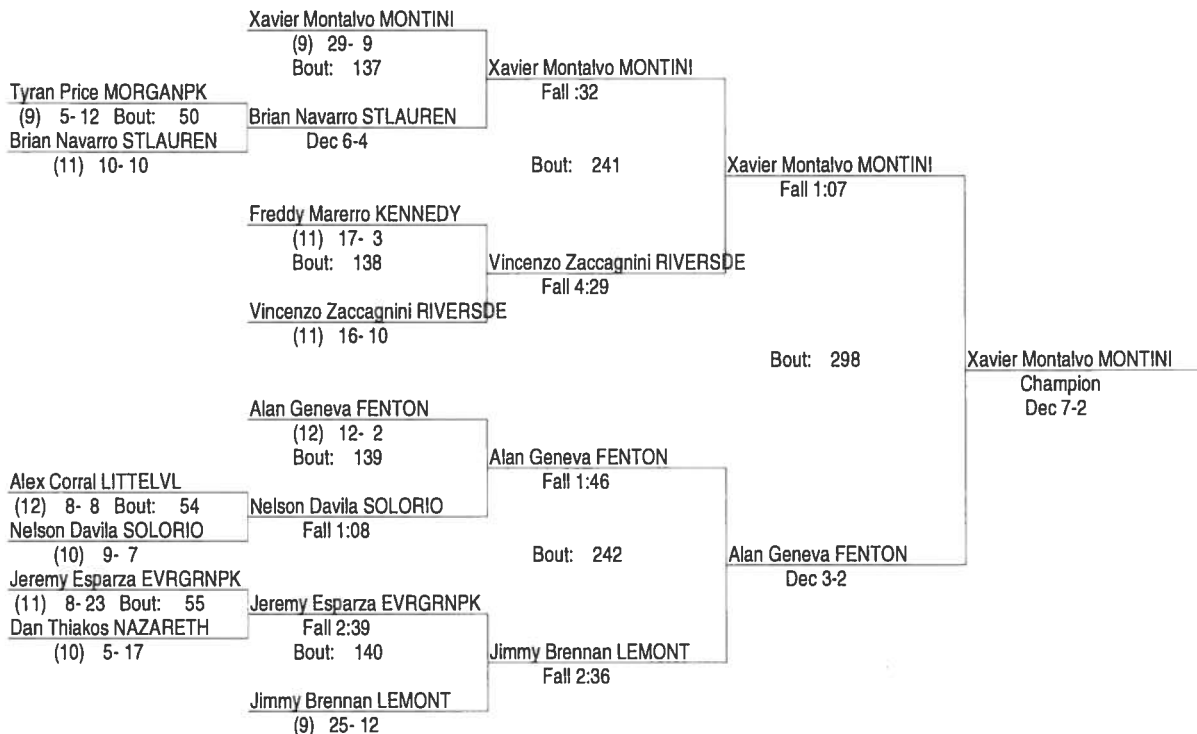 Xavier Montalvo MONTINI
(9) 29- 9
Bout: 137
Xavier Montalvo MONTINI
Fall :32
Tyran Price MORGANPK
(9) 5- 12 Bout: 50
Brian Navarro STLAUREN
Dec 6-4
Brian Navarro STLAUREN
(11) 10- 10
Bout: 241
Xavier Montalvo MONTINI
Fall 1:07
Freddy Marerro KENNEDY
(11) 17- 3
Bout: 138
Vincenzo Zaccagnini RIVERSDE
Fall 4:29
Vincenzo Zaccagnini RIVERSDE
(11) 16- 10
Bout: 298
Xavier Montalvo MONTINI
Champion
Dec 7-2
Alan Geneva FENTON
(12) 12- 2
Bout: 139
Alan Geneva FENTON
Fall 1:46
Alex Corral LITTELVL
(12) 8- 8 Bout: 54
Nelson Davila SOLORIO
Fall 1:08
Nelson Davila SOLORIO
(10) 9- 7
Bout: 242
Alan Geneva FENTON
Dec 3-2
Jeremy Esparza EVRGRNPK
(11) 8-23 Bout: 55
Jeremy Esparza EVRGRNPK
Fall 2:39
Bout: 140
Dan Thiakos NAZARETH
(10) 5- 17
Jimmy Brennan LEMONT
Fall 2:36
Jimmy Brennan LEMONT
(9) 25- 12